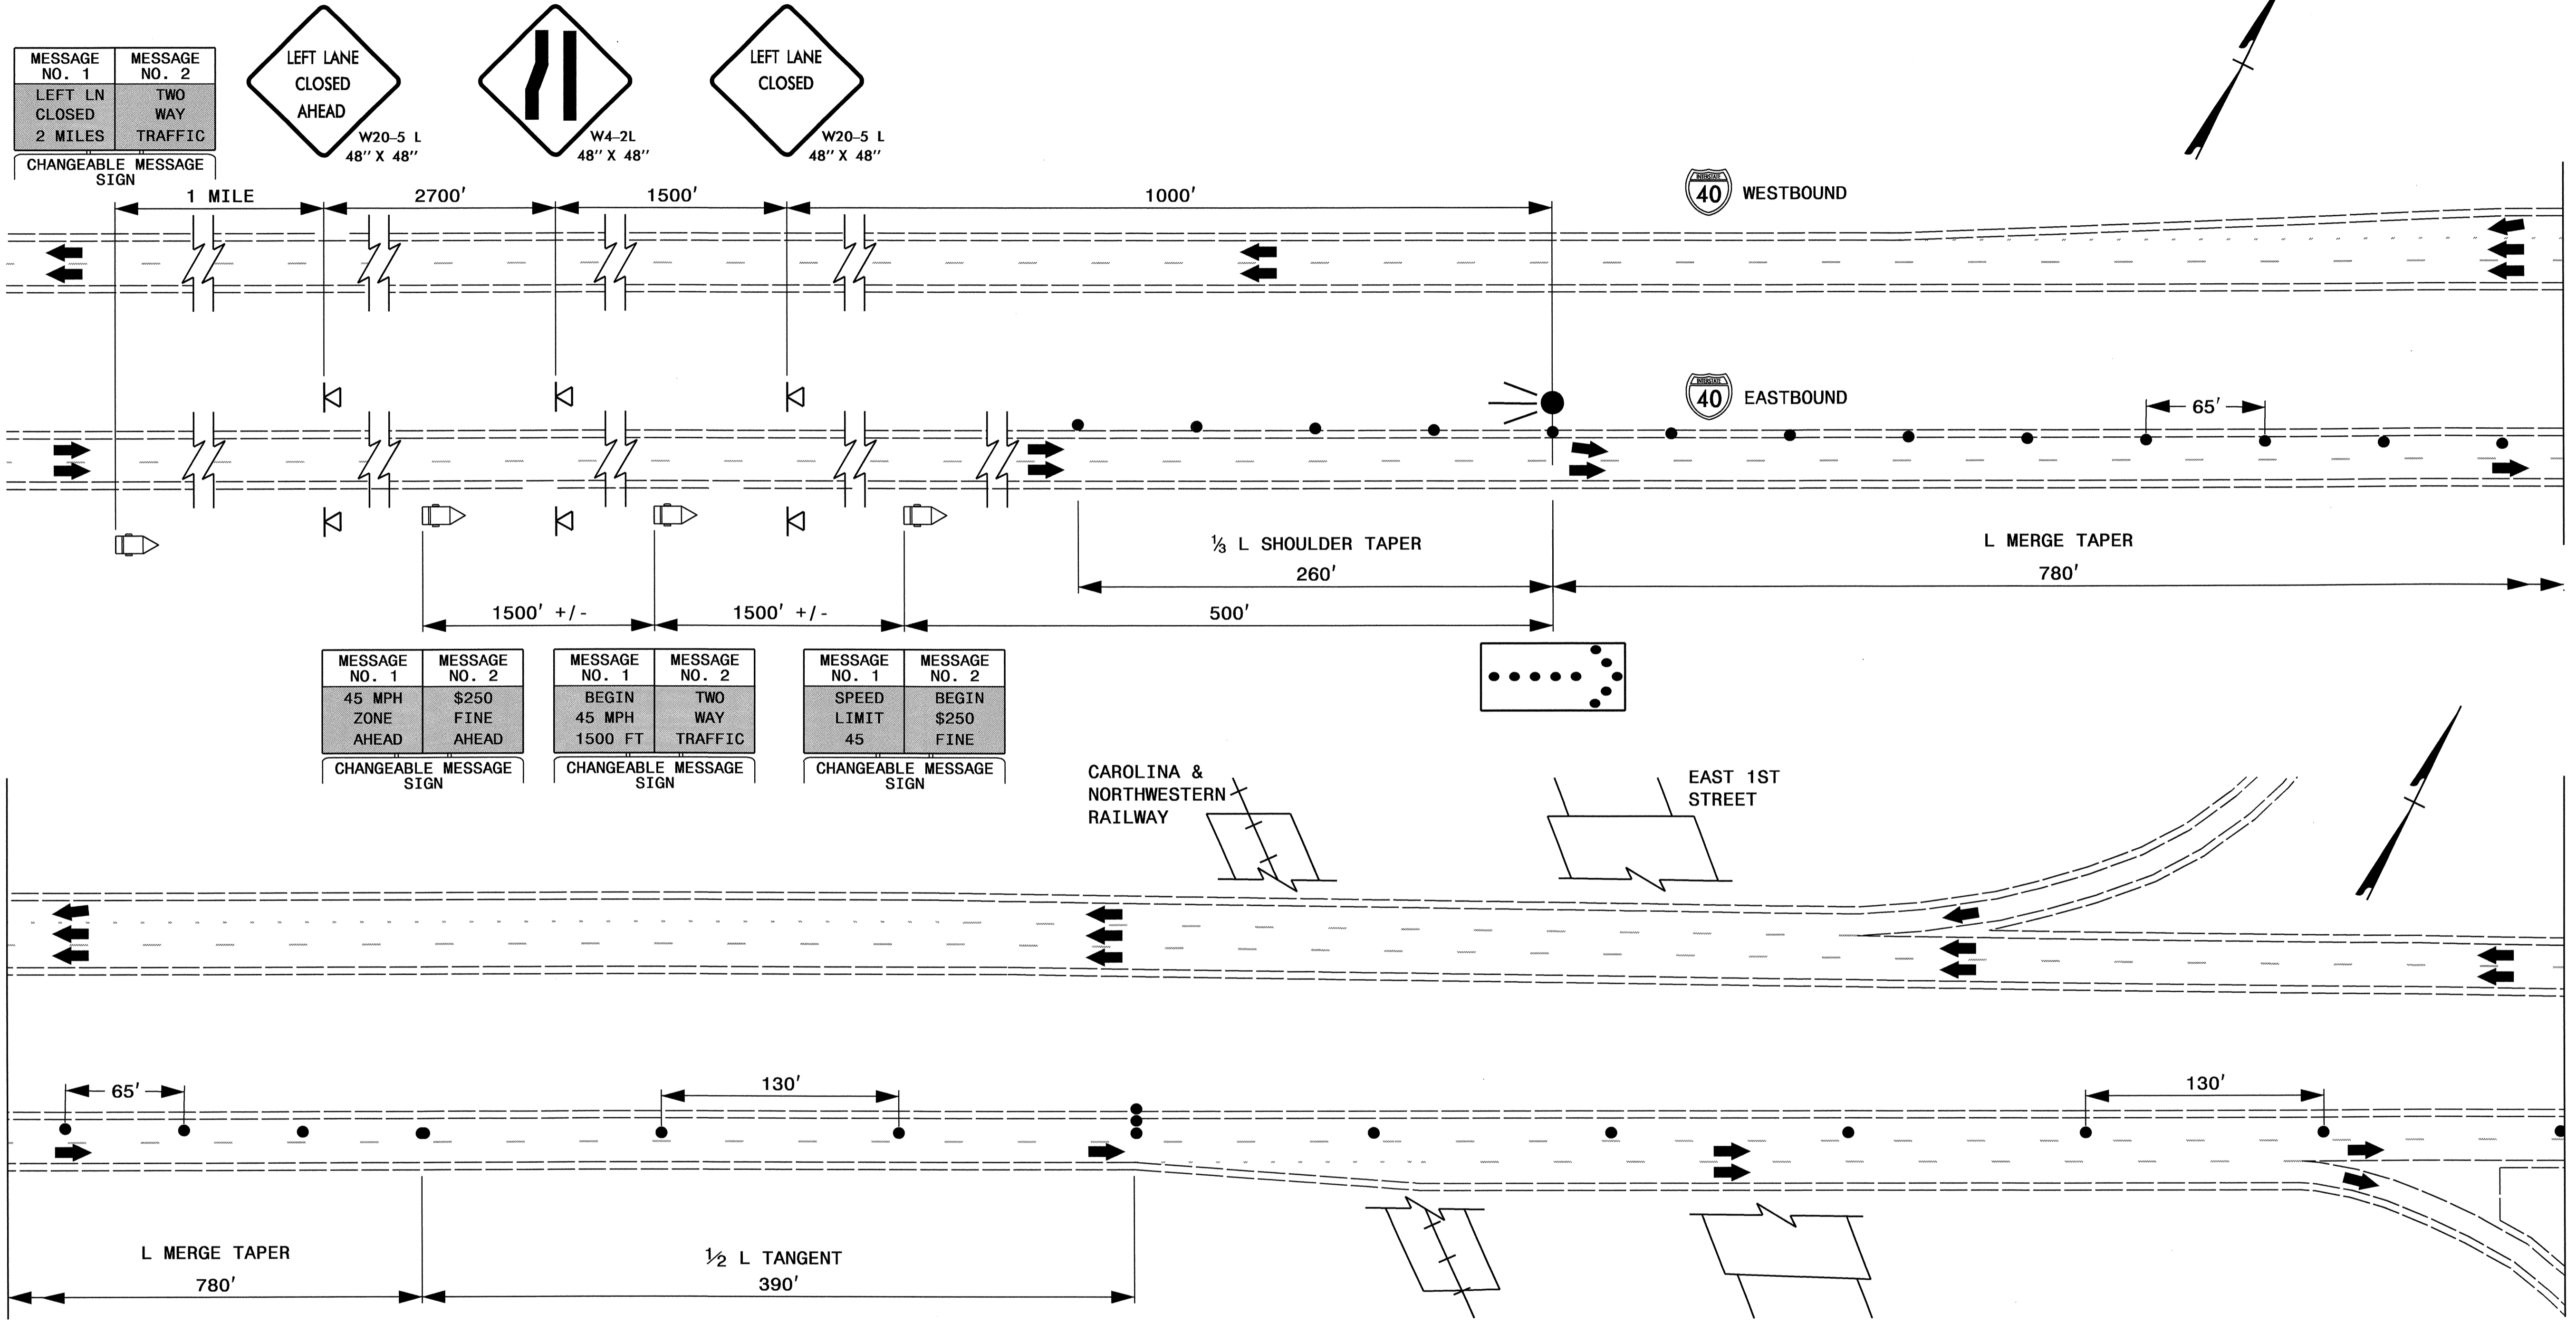 MESSAGE NO. 1
MESSAGE NO. 2
LEFT LN
CLOSED
2 MILES
TWO
WAY
TRAFFIC
CHANGEABLE MESSAGE
SIGN
LEFT LANE
CLOSED
AHEAD
W20-5 L
48" X 48"
W4-2L
48" X 48"
LEFT LANE
CLOSED
W20-5 L
48" X 48"
1 MILE
2700'
1500'
1000'
INTERSTATE
40
WESTBOUND
INTERSTATE
40
EASTBOUND
65'
1/3 L SHOULDER TAPER
260'
L MERGE TAPER
780'
1500' +/-
1500' +/-
500'
MESSAGE NO. 1
MESSAGE NO. 2
45 MPH
ZONE
AHEAD
$250
FINE
AHEAD
CHANGEABLE MESSAGE
SIGN
MESSAGE NO. 1
MESSAGE NO. 2
BEGIN
45 MPH
1500 FT
TWO
WAY
TRAFFIC
CHANGEABLE MESSAGE
SIGN
MESSAGE NO. 1
MESSAGE NO. 2
SPEED
LIMIT
45
BEGIN
$250
FINE
CHANGEABLE MESSAGE
SIGN
CAROLINA &
NORTHWESTERN
RAILWAY
EAST 1ST
STREET
65'
130'
130'
L MERGE TAPER
780'
1/2 L TANGENT
390'